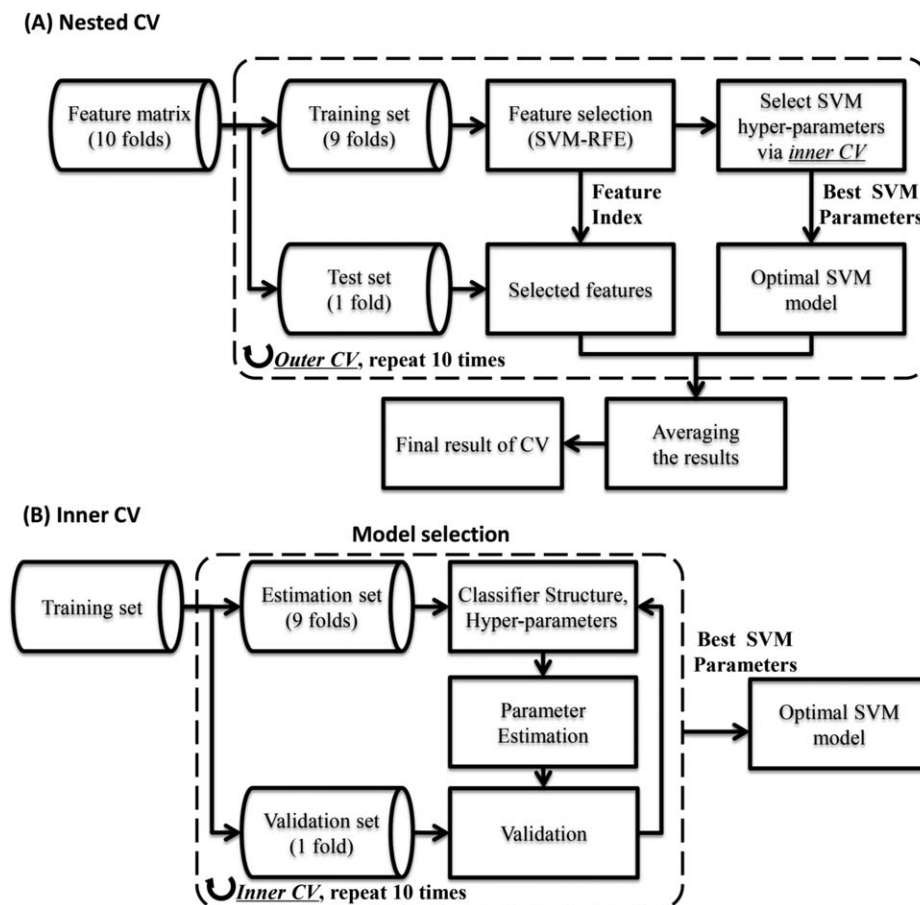 (A) Nested CV
Feature matrix
(10 folds)
Training set
(9 folds)
Feature selection
(SVM-RFE)
Select SVM
hyper-parameters
via inner CV
Feature
Index
Best SVM
Parameters
Test set
(1 fold)
Selected features
Optimal SVM
model
Outer CV, repeat 10 times
Final result of CV
Averaging
the results
(B) Inner CV
Model selection
Training set
Estimation set
(9 folds)
Classifier Structure,
Hyper-parameters
Best SVM
Parameters
Parameter
Estimation
Optimal SVM
model
Validation set
(1 fold)
Validation
Inner CV, repeat 10 times